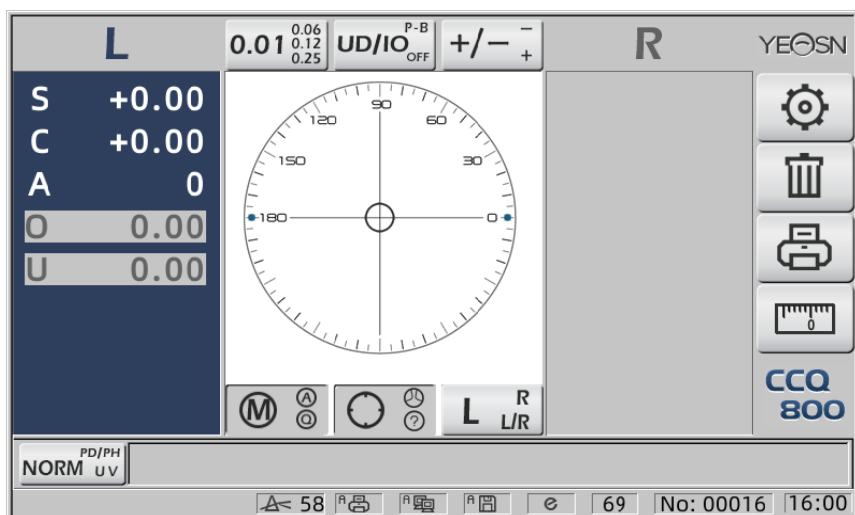 L
0.01 0.06 0.12 0.25
UD/IO P-B OFF
+/− − +
R
YEOSN
S +0.00
C +0.00
A 0
O 0.00
U 0.00
90
120 60
150 30
180 0
0
M A Q
?
L R L/R
CCQ 800
NORM PD/PH UV
58 A A A e 69 No: 00016 16:00